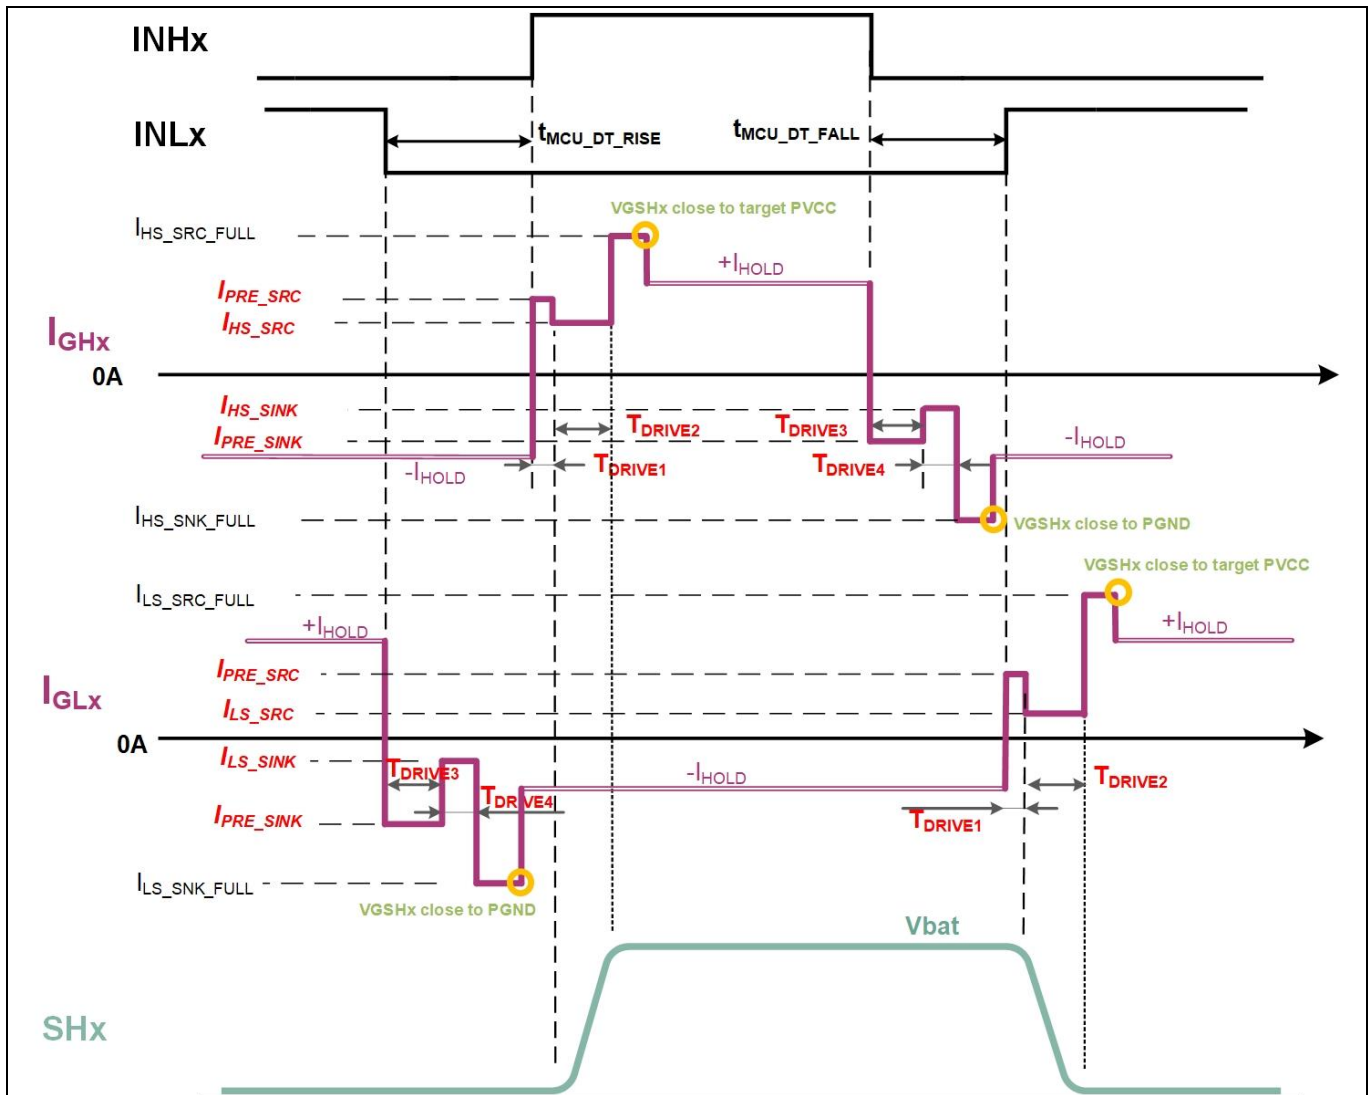 INHx
INLx
tMCU_DT_RISE
tMCU_DT_FALL
VGSHx close to target PVCC
IHS_SRC_FULL
+IHOLD
IPRE_SRC
IHS_SRC
IGHx
0A
IHS_SINK
IPRE_SINK
TDRIVE2
TDRIVE3
-IHOLD
-IHOLD
TDRIVE1
TDRIVE4
IHS_SNK_FULL
VGSHx close to PGND
VGSHx close to target PVCC
ILS_SRC_FULL
+IHOLD
+IHOLD
IPRE_SRC
IGLx
ILS_SRC
0A
ILS_SINK
TDRIVE3
-IHOLD
TDRIVE2
TDRIVE4
IPRE_SINK
TDRIVE1
ILS_SNK_FULL
VGSHx close to PGND
Vbat
SHx